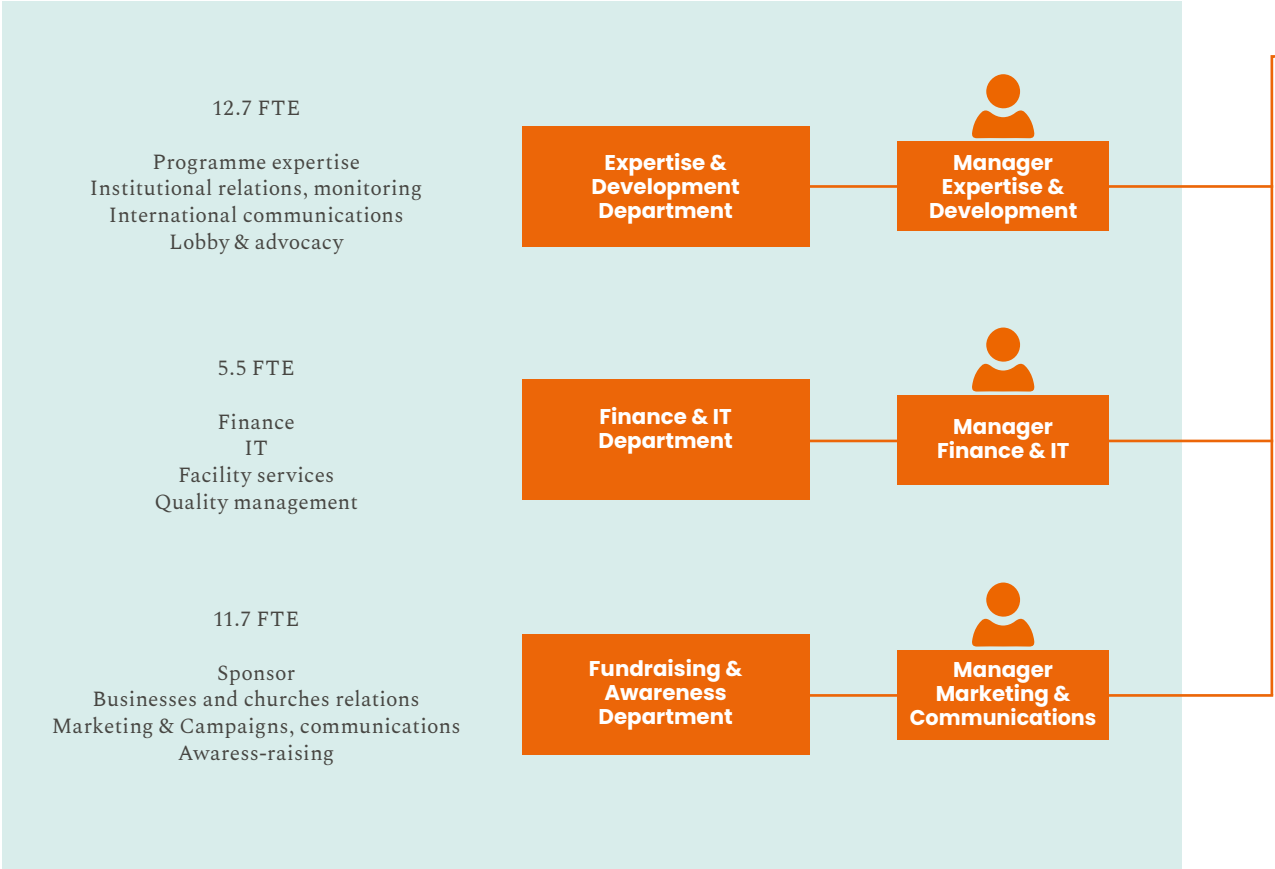 12.7 FTE
Programme expertise
Institutional relations, monitoring
International communications
Lobby & advocacy
Expertise &
Development
Department
Manager
Expertise &
Development
5.5 FTE
Finance
IT
Facility services
Quality management
Finance & IT
Department
Manager
Finance & IT
11.7 FTE
Sponsor
Businesses and churches relations
Marketing & Campaigns, communications
Awaress-raising
Fundraising &
Awareness
Department
Manager
Marketing &
Communications